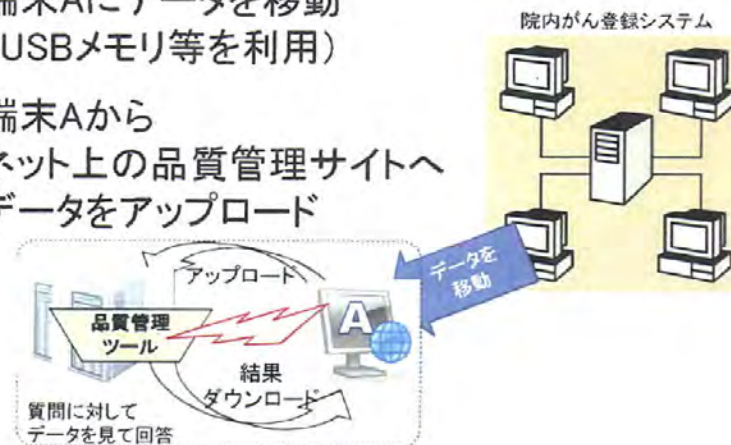 端末Aにデータを移動
USBメモリ等を利用）
端末Aから
ネット上の品質管理サイトへ
データをアップロード
院内がん登録システム
データを
移動
アップロード
品質管理
ツール
A
結果
ダウンロード
質問に対して
データを見て回答